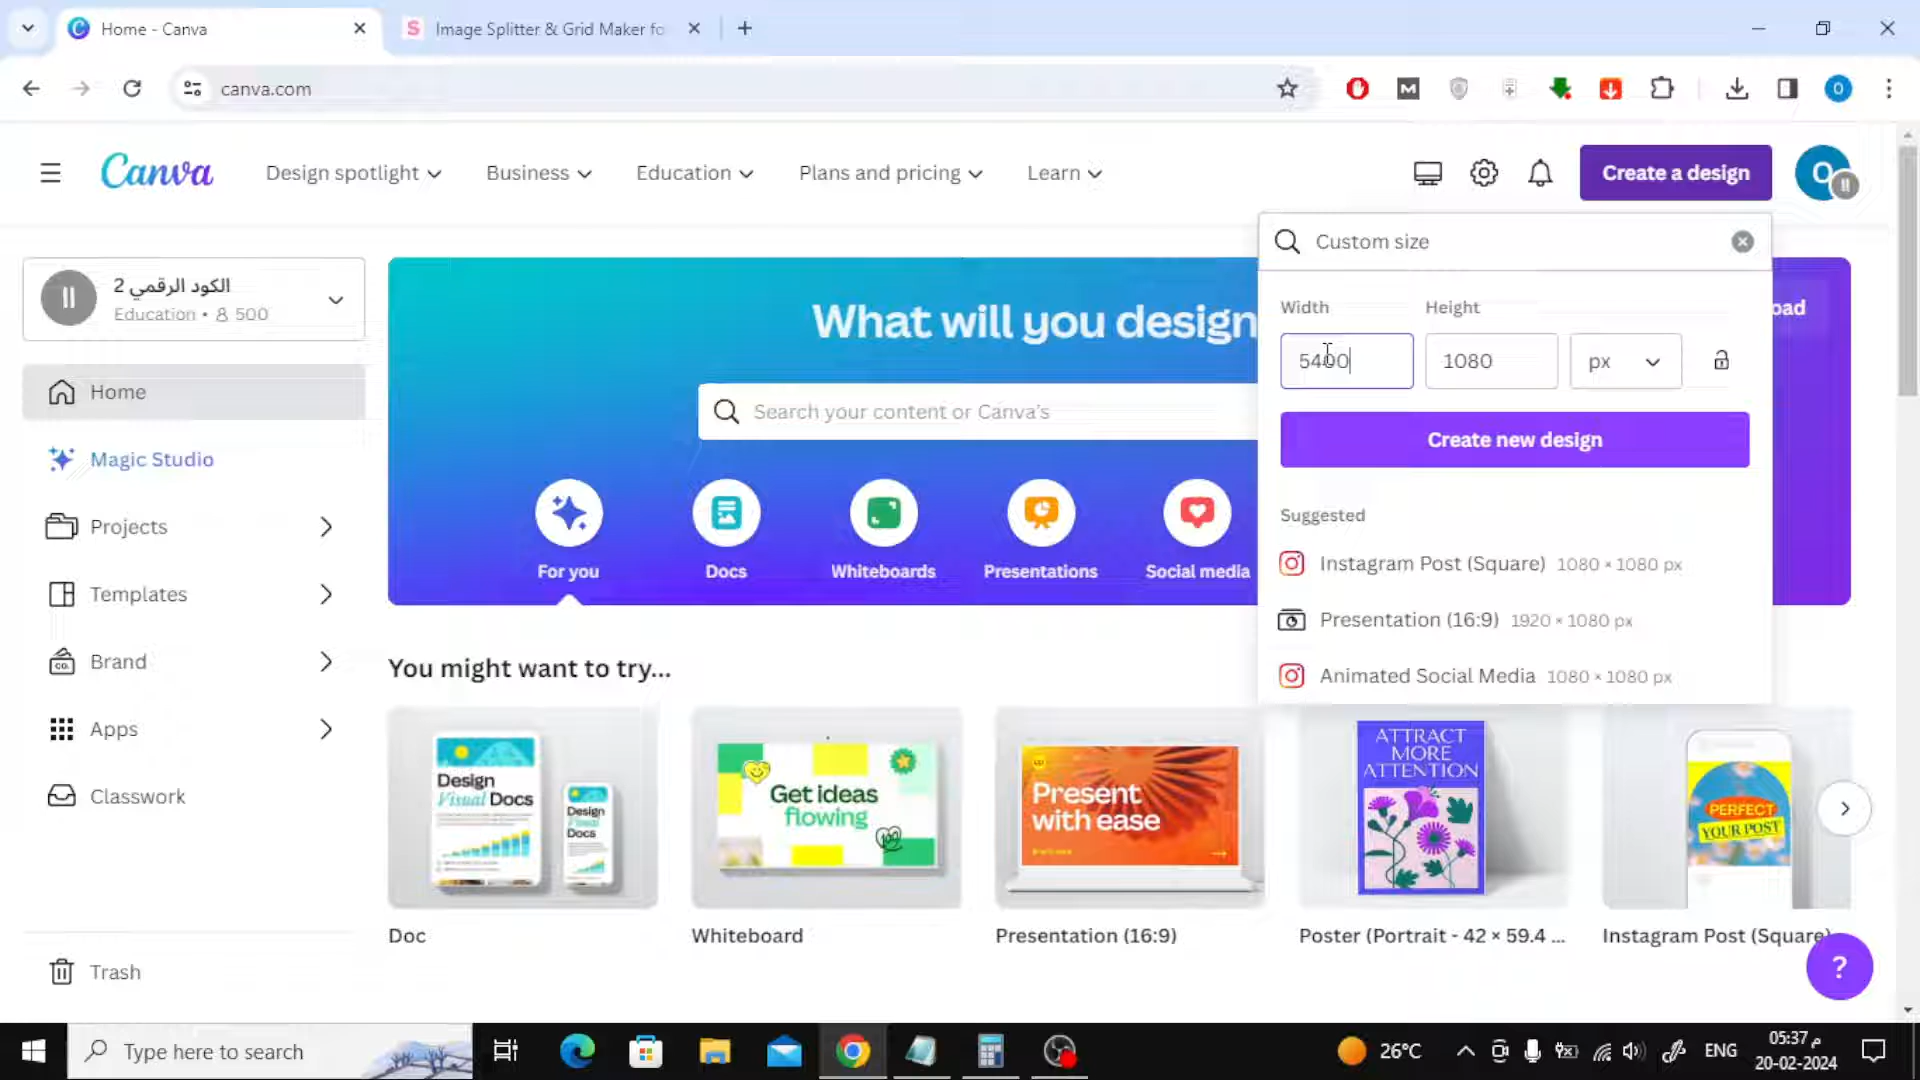 Home - Canva
Image Splitter & Grid Maker fo
canva.com
Canva
Design spotlight
Business
Education
Plans and pricing
Learn
Create a design
O
Custom size
Width
Height
5400
1080
px
Create new design
Suggested
Instagram Post (Square) 1080 × 1080 px
Presentation (16:9) 1920 × 1080 px
Animated Social Media 1080 × 1080 px
الكود الرقمي 2
Education • 500
Home
Magic Studio
Projects
Templates
Brand
Apps
Classwork
Trash
What will you design
oad
Search your content or Canva's
For you
Docs
Whiteboards
Presentations
Social media
You might want to try...
Design
Visual Docs
Design
Visual
Docs
Get ideas
flowing
Present
with ease
ATTRACT
MORE
ATTENTION
PERFECT
YOUR POST
Doc
Whiteboard
Presentation (16:9)
Poster (Portrait - 42 × 59.4 ...
Instagram Post (Square)
?
Type here to search
26°C
ENG
05:37 م
20-02-2024